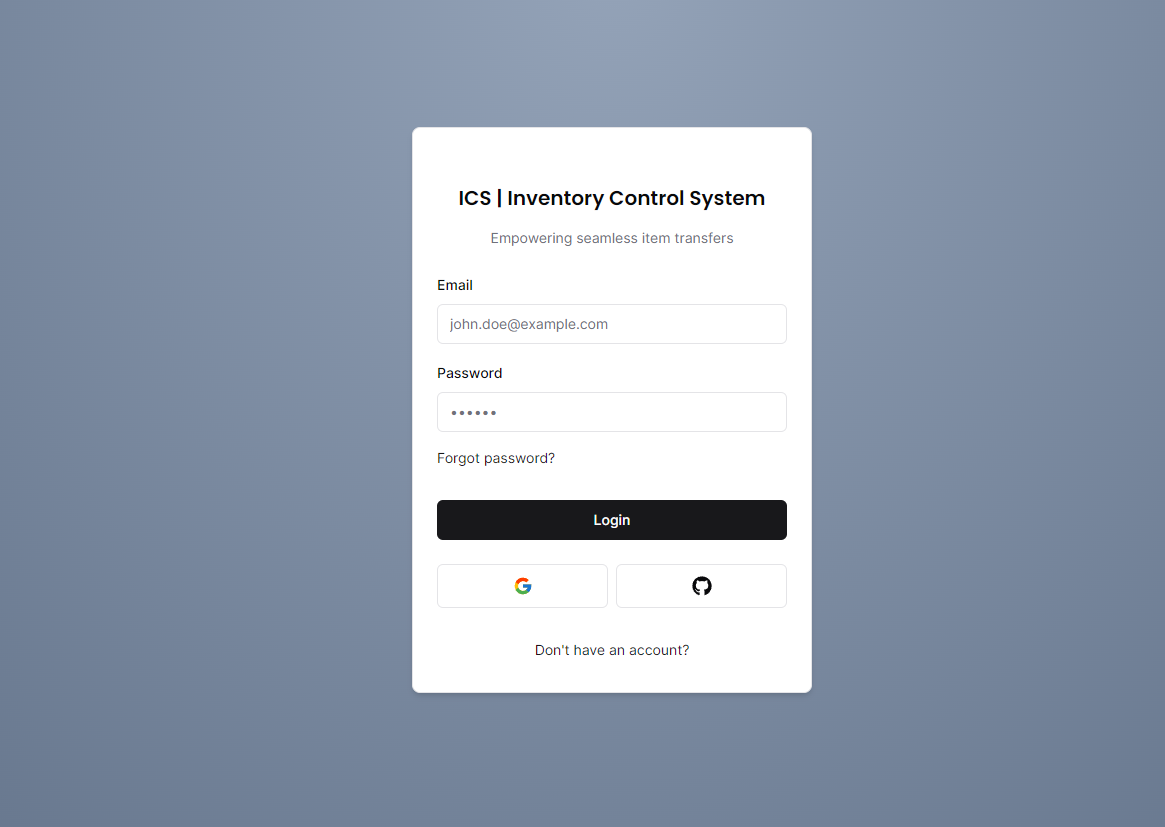 ICS | Inventory Control System
Empowering seamless item transfers
Email
john.doe@example.com
Password
••••••
Forgot password?
Login
Don't have an account?